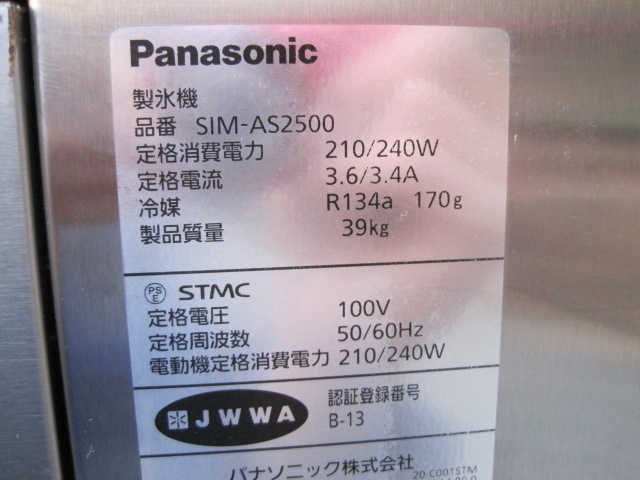 Panasonic
製氷機
品番 SIM-AS2500
定格消費電力 210/240W
定格電流 3.6/3.4A
冷媒 R134a 170g
製品質量 39kg
PS E STMC
定格電圧 100V
定格周波数 50/60Hz
電動機定格消費電力 210/240W
JWWA 認証登録番号
B-13
パナソニック株式会社 20-C001STM